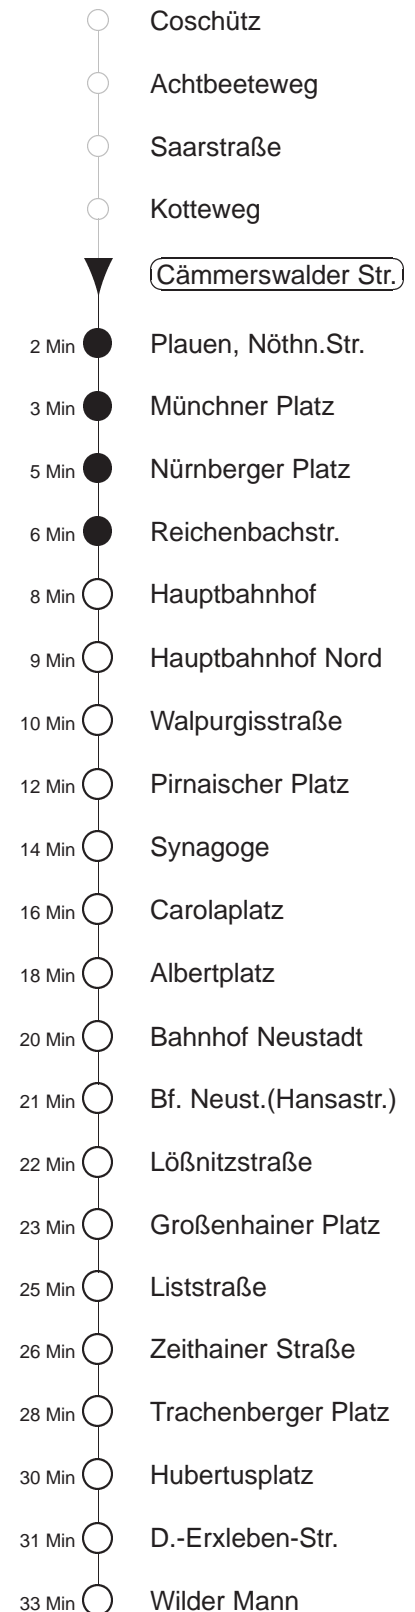 Coschütz
Achtbeeteweg
Saarstraße
Kotteweg
Cämmerswalder Str.
2 Min Plauen, Nöthn.Str.
3 Min Münchner Platz
5 Min Nürnberger Platz
6 Min Reichenbachstr.
8 Min Hauptbahnhof
9 Min Hauptbahnhof Nord
10 Min Walpurgisstraße
12 Min Pirnaischer Platz
14 Min Synagoge
16 Min Carolaplatz
18 Min Albertplatz
20 Min Bahnhof Neustadt
21 Min Bf. Neust.(Hansastr.)
22 Min Lößnitzstraße
23 Min Großenhainer Platz
25 Min Liststraße
26 Min Zeithainer Straße
28 Min Trachenberger Platz
30 Min Hubertusplatz
31 Min D.-Erxleben-Str.
33 Min Wilder Mann